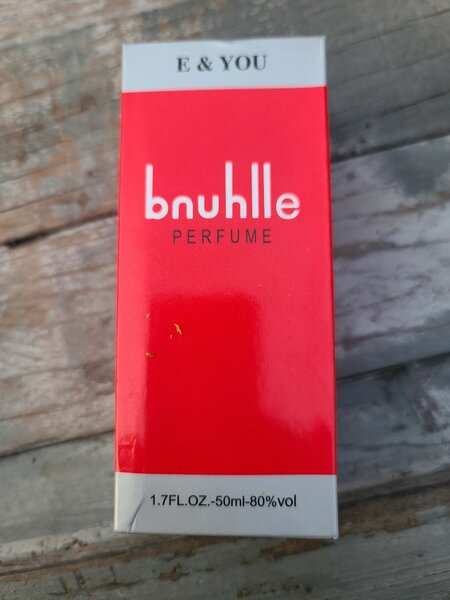 E & YOU
bnuhlle
PERFUME
1.7FL.OZ.-50ml-80%vol